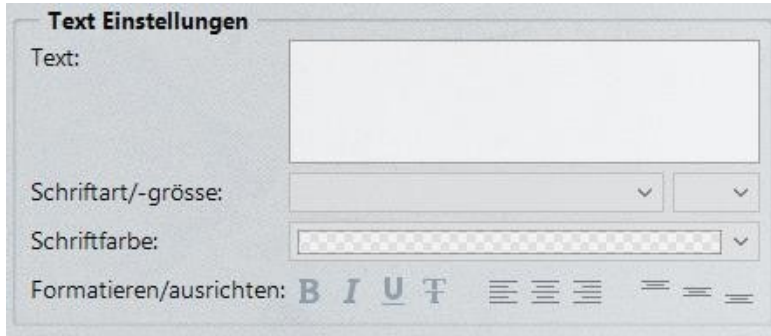 Text Einstellungen
Text:
Schriftart/-grösse:
Schriftfarbe:
Formatieren/ausrichten: B I U T